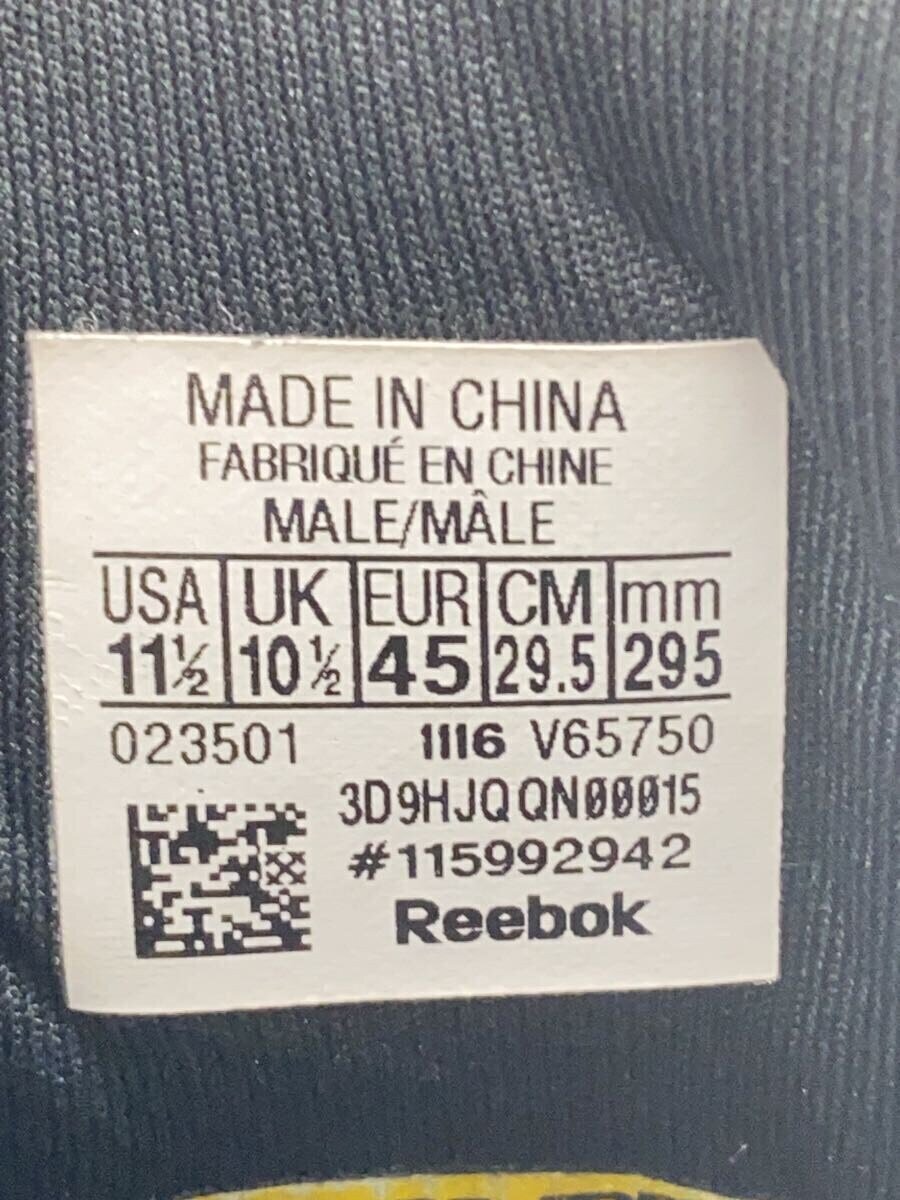 MADE IN CHINA
FABRIQUÉ EN CHINE
MALE/MÂLE
USA UK EUR CM mm
11½ 10½ 45 29.5 295
023501 1116 V65750
3D9HJQQN00015
#115992942
Reebok